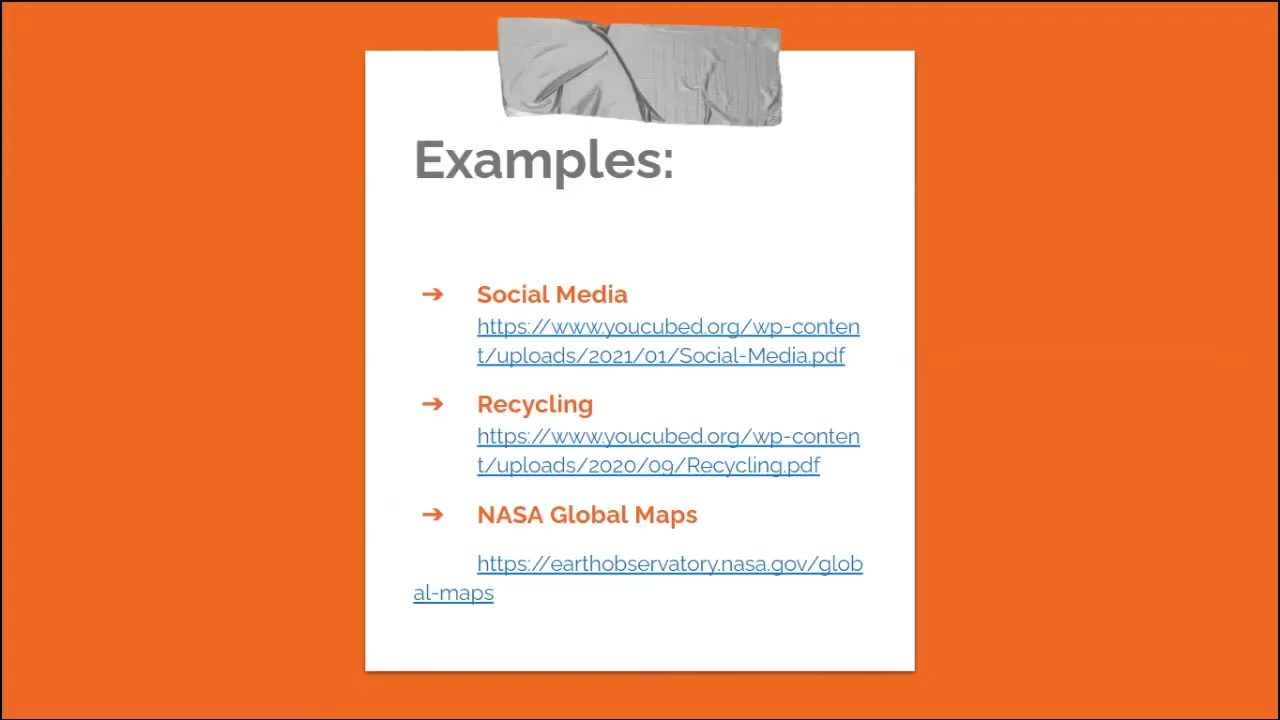 Examples:
➔ Social Media
https://www.youcubed.org/wp-conten
t/uploads/2021/01/Social-Media.pdf
➔ Recycling
https://www.youcubed.org/wp-conten
t/uploads/2020/09/Recycling.pdf
➔ NASA Global Maps
https://earthobservatory.nasa.gov/glob
al-maps